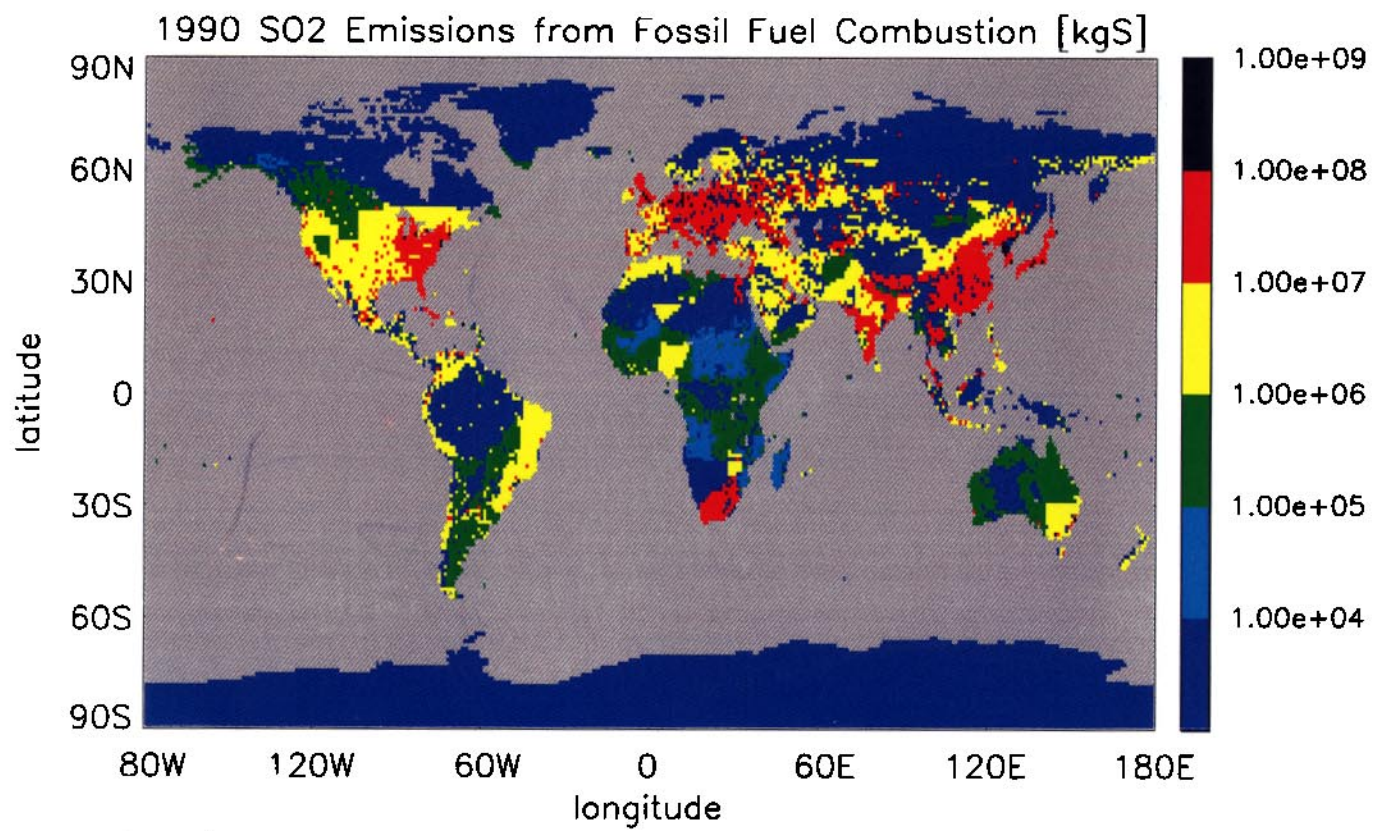 1990 SO2 Emissions from Fossil Fuel Combustion [kgS]
90N
60N
30N
0
30S
60S
90S
latitude
80W 120W 60W 0 60E 120E 180E
longitude
1.00e+09
1.00e+08
1.00e+07
1.00e+06
1.00e+05
1.00e+04